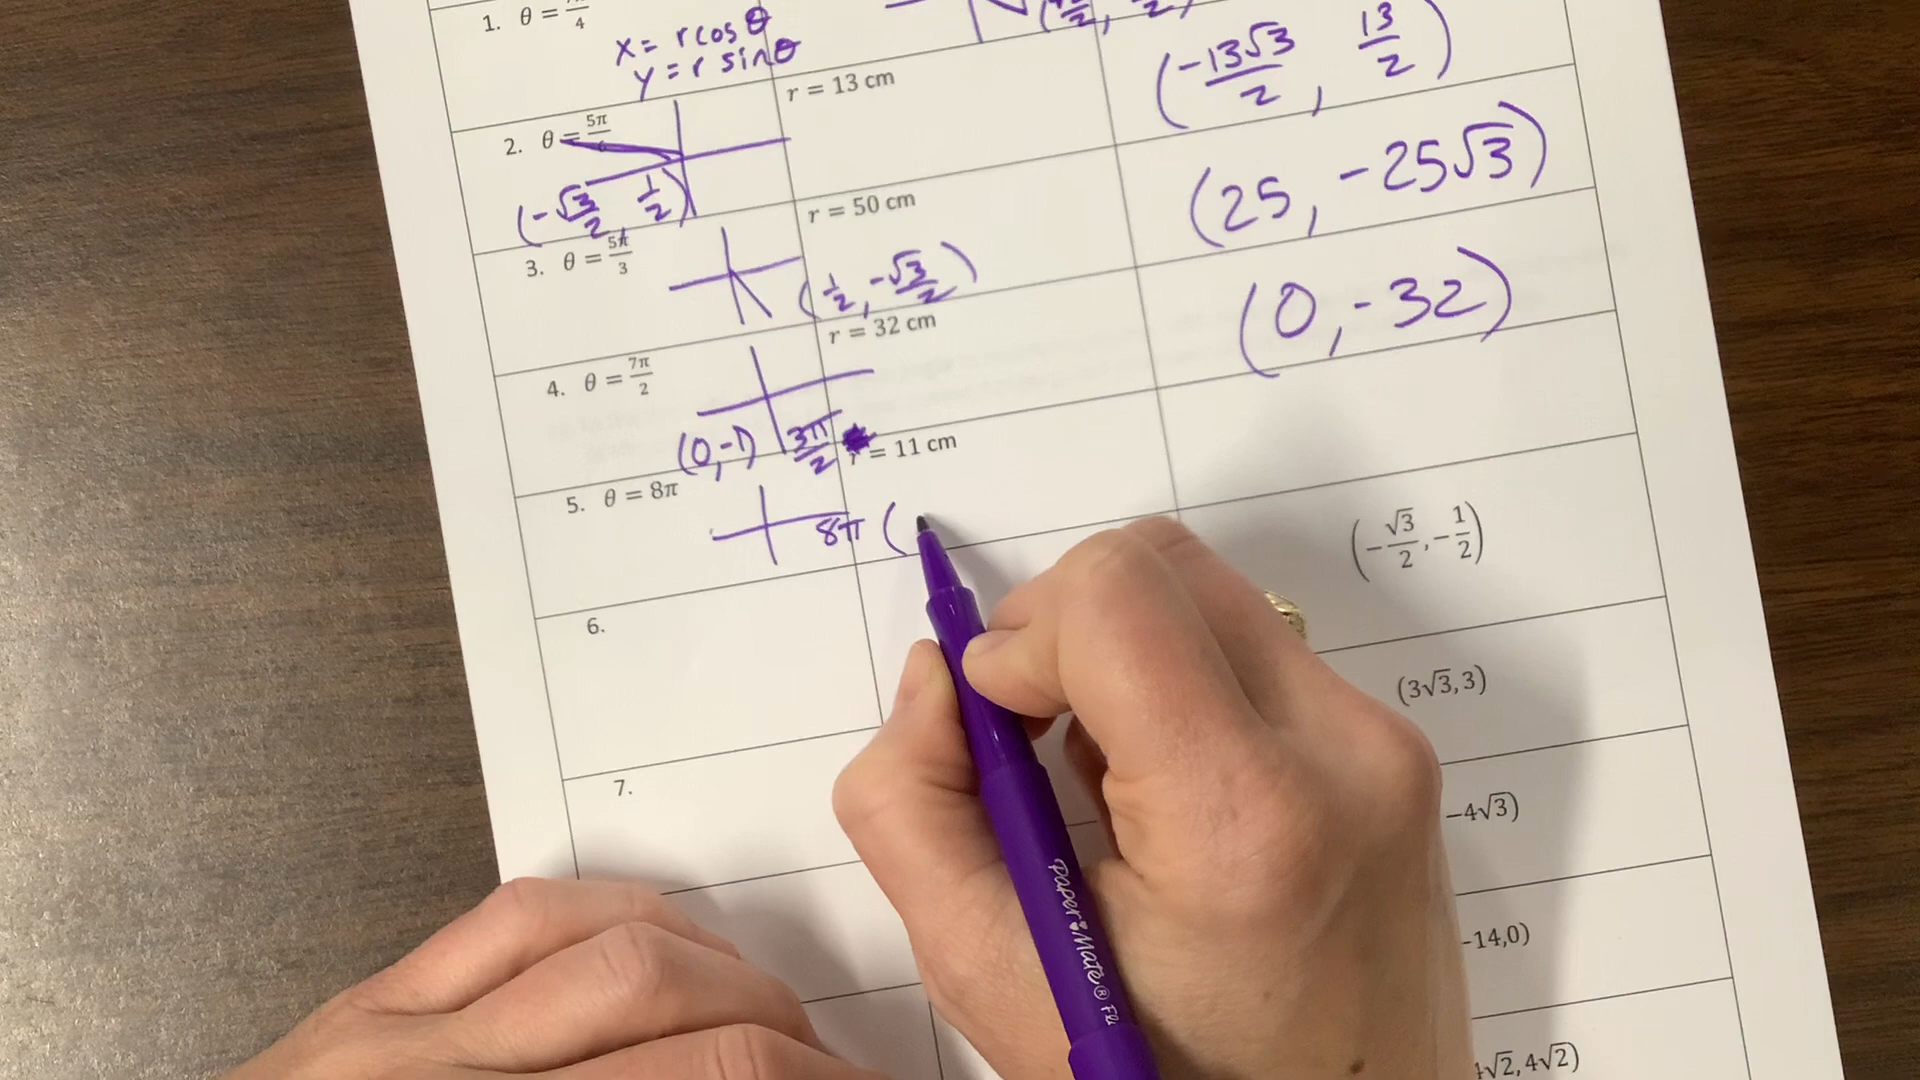 1. θ = /4
x = r cos θ
y = r sin θ
r = 13 cm
(-13√3/2, 13/2)
2. θ = 5π/6
(-√3/2 1/2)
r = 50 cm
(25, -25√3)
3. θ = 5π/3
(1/2, -√3/2)
r = 32 cm
(0, -32)
4. θ = 7π/2
(0, -1) 3π/2
r = 11 cm
5. θ = 8π
8π (
(-√3/2, -1/2)
6.
(3√3, 3)
7.
-4√3)
-14,0)
√2, 4√2)
Paper Mate® Fl